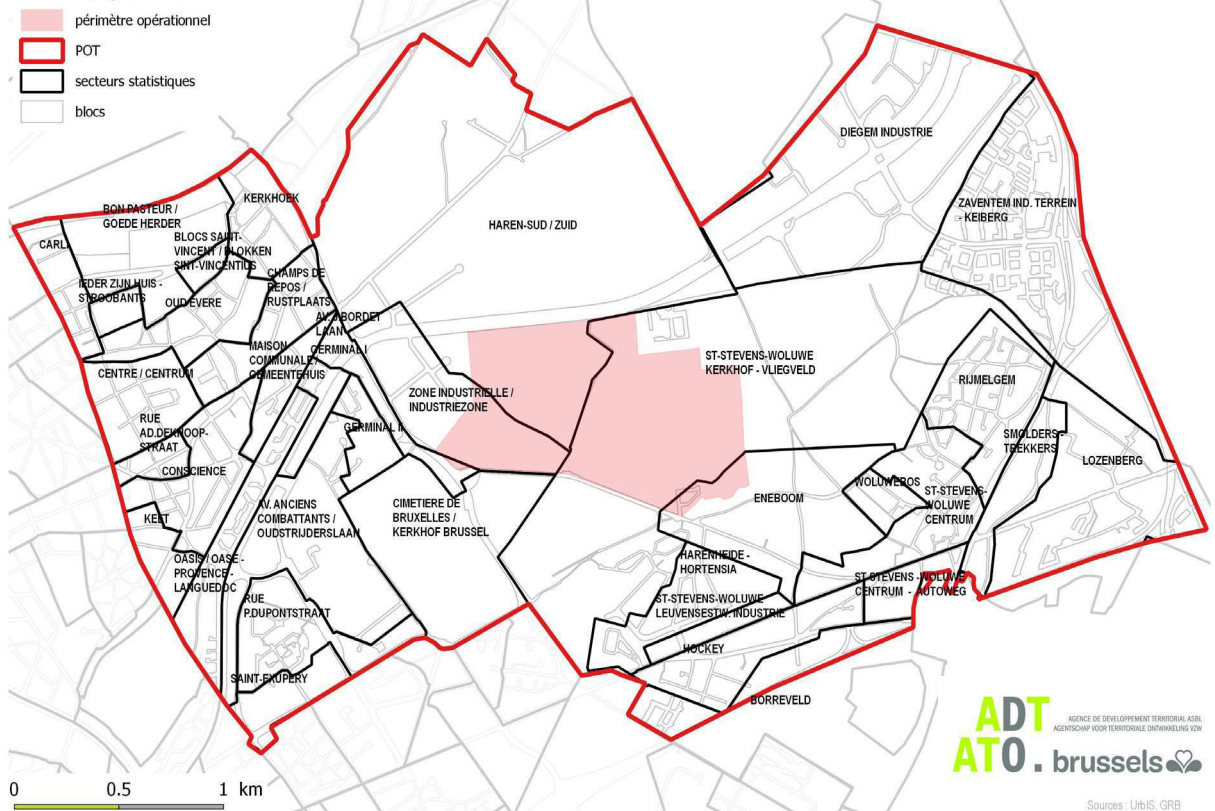 périmètre opérationnel
POT
secteurs statistiques
blocs
DIEGEM INDUSTRIE
KERKHOEK
ZAVENTEM IND. TERREIN
- KEIBERG
BON PASTEUR /
GOEDE HERDER
HAREN-SUD / ZUID
CARLI
BLOCS SAINT-
VINCENT / BLOKKEN
SINT-VINCENTIUS
IEDER ZIJN HUIS -
STROOBANTS
OUD EVERE
CHAMPS DE
REPOS /
RUSTPLAATS
AV. J.BORDET
LAAN
GERMINAL I
MAISON
COMMUNALE /
GEMEENTEHUIS
CENTRE / CENTRUM
ST-STEVENS-WOLUWE
KERKHOF - VLIEGVELD
RIJMELGEM
ZONE INDUSTRIELLE /
INDUSTRIEZONE
RUE
AD.DEKNOOP-
STRAAT
GERMINAL II
SMOLDERS -
TREKKERS
LOZENBERG
CONSCIENCE
WOLUWEBOS
ST-STEVENS-
WOLUWE
CENTRUM
ENEBOOM
KEET
AV. ANCIENS
COMBATTANTS /
OUDSTRIJDERSLAAN
CIMETIERE DE
BRUXELLES /
KERKHOF BRUSSEL
OASIS / OASE -
PROVENCE -
LANGUEDOC
HARENHEIDE -
HORTENSIA
ST-STEVENS -WOLUWE
CENTRUM - AUTOWEG
RUE
P.DUPONTSTRAAT
ST-STEVENS-WOLUWE
LEUVENSESTW. INDUSTRIE
HOCKEY
SAINT-EXUPERY
BORREVELD
ADT
ATO.brussels
AGENCE DE DEVELOPPEMENT TERRITORIAL ASBL
AGENTSCHAP VOOR TERRITORIALE ONTWIKKELING VZW
0 0.5 1 km
Sources : UrbIS, GRB